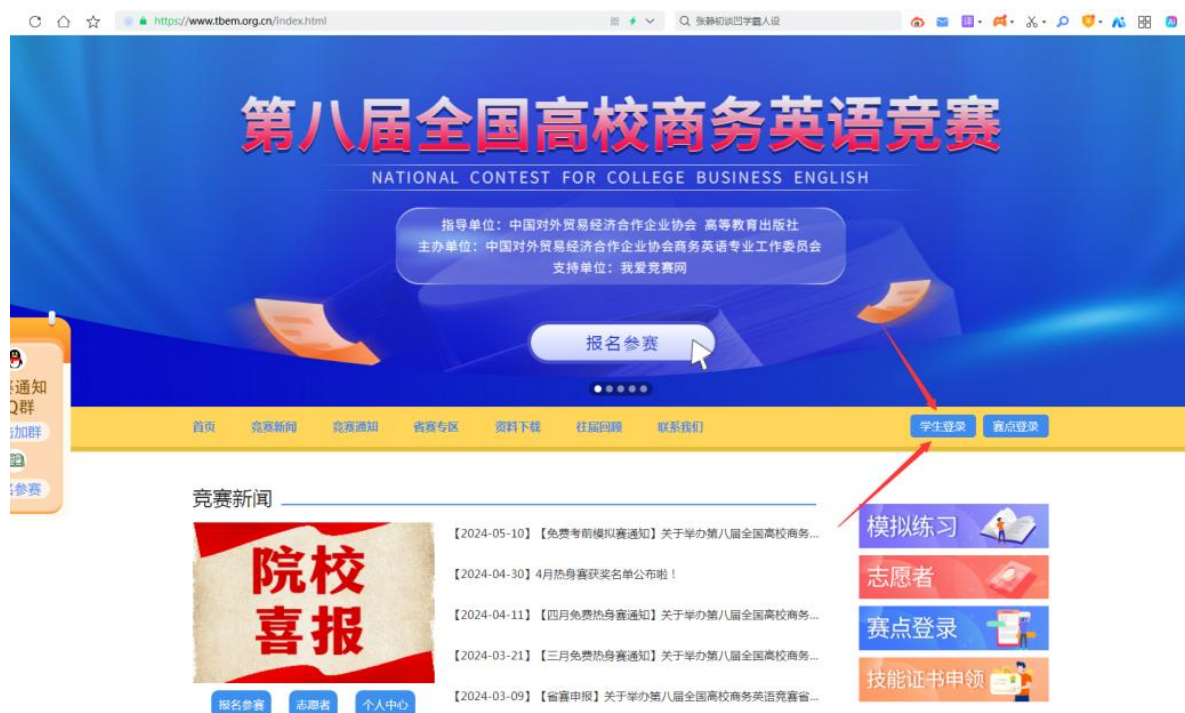 https://www.tbem.org.cn/index.html
张静初谈凹学霸人设
第八届全国高校商务英语竞赛
NATIONAL CONTEST FOR COLLEGE BUSINESS ENGLISH
指导单位：中国对外贸易经济合作企业协会 高等教育出版社
主办单位：中国对外贸易经济合作企业协会商务英语专业工作委员会
支持单位：我爱竞赛网
报名参赛
通知
Q群
加群
参赛
首页 竞赛新闻 竞赛通知 省赛专区 资料下载 往届回顾 联系我们 学生登录 赛点登录
竞赛新闻
院校
喜报
报名参赛 志愿者 个人中心
【2024-05-10】【免费考前模拟赛通知】关于举办第八届全国高校商务...
【2024-04-30】4月热身赛获奖名单公布啦！
【2024-04-11】【四月免费热身赛通知】关于举办第八届全国高校商务...
【2024-03-21】【三月免费热身赛通知】关于举办第八届全国高校商务...
【2024-03-09】【省赛申报】关于举办第八届全国高校商务英语竞赛省...
模拟练习
志愿者
赛点登录
技能证书申领